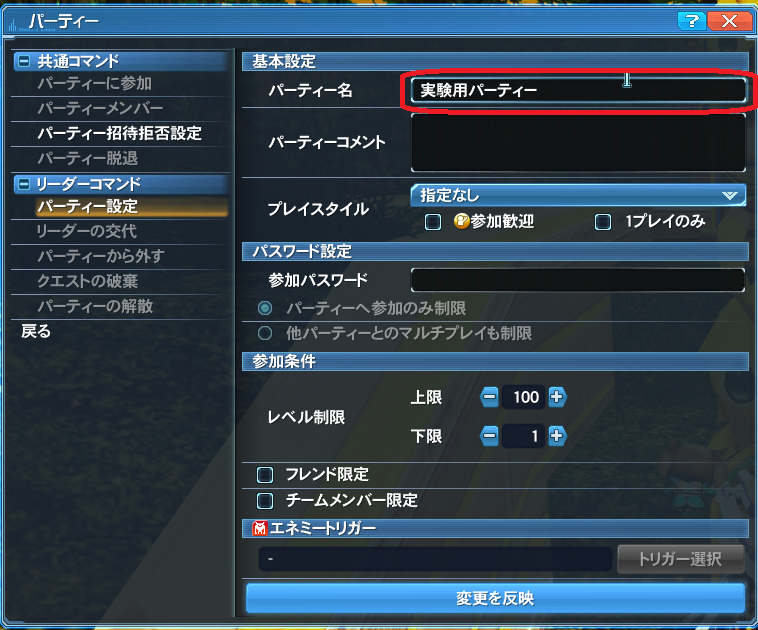 パーティー
?
共通コマンド
パーティーに参加
パーティーメンバー
パーティー招待拒否設定
パーティー脱退
リーダーコマンド
パーティー設定
リーダーの交代
パーティーから外す
クエストの破棄
パーティーの解散
戻る
基本設定
パーティー名 実験用パーティー
パーティーコメント
プレイスタイル 指定なし
参加歓迎 1プレイのみ
パスワード設定
参加パスワード
パーティーへ参加のみ制限
他パーティーとのマルチプレイも制限
参加条件
レベル制限
上限 100
下限 1
フレンド限定
チームメンバー限定
エネミートリガー
- トリガー選択
変更を反映